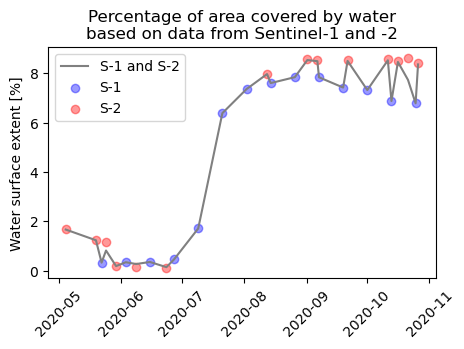 Percentage of area covered by water
based on data from Sentinel-1 and -2
Water surface extent [%]
8
6
4
2
0
S-1 and S-2
S-1
S-2
2020-05
2020-06
2020-07
2020-08
2020-09
2020-10
2020-11